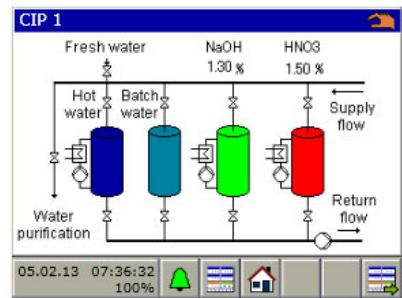 CIP 1
Fresh water
NaOH
HNO3
1.30 %
1.50 %
Hot water
Batch water
Supply flow
Water purification
Return flow
05.02.13 07:36:32
100%